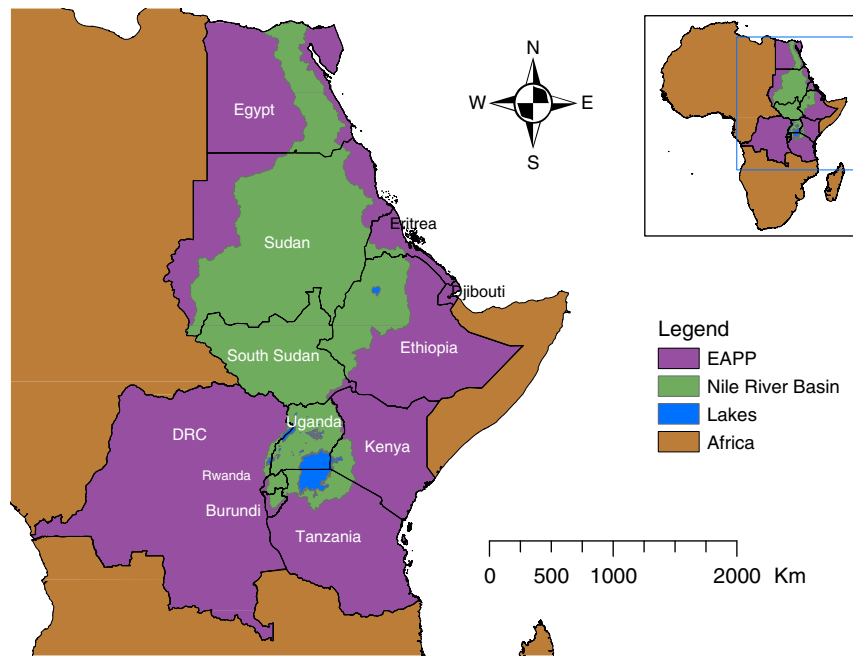 N
W
E
S
Egypt
Sudan
Eritrea
Djibouti
South Sudan
Ethiopia
Uganda
DRC
Kenya
Rwanda
Burundi
Tanzania
Legend
EAPP
Nile River Basin
Lakes
Africa
0 500 1000 2000 Km